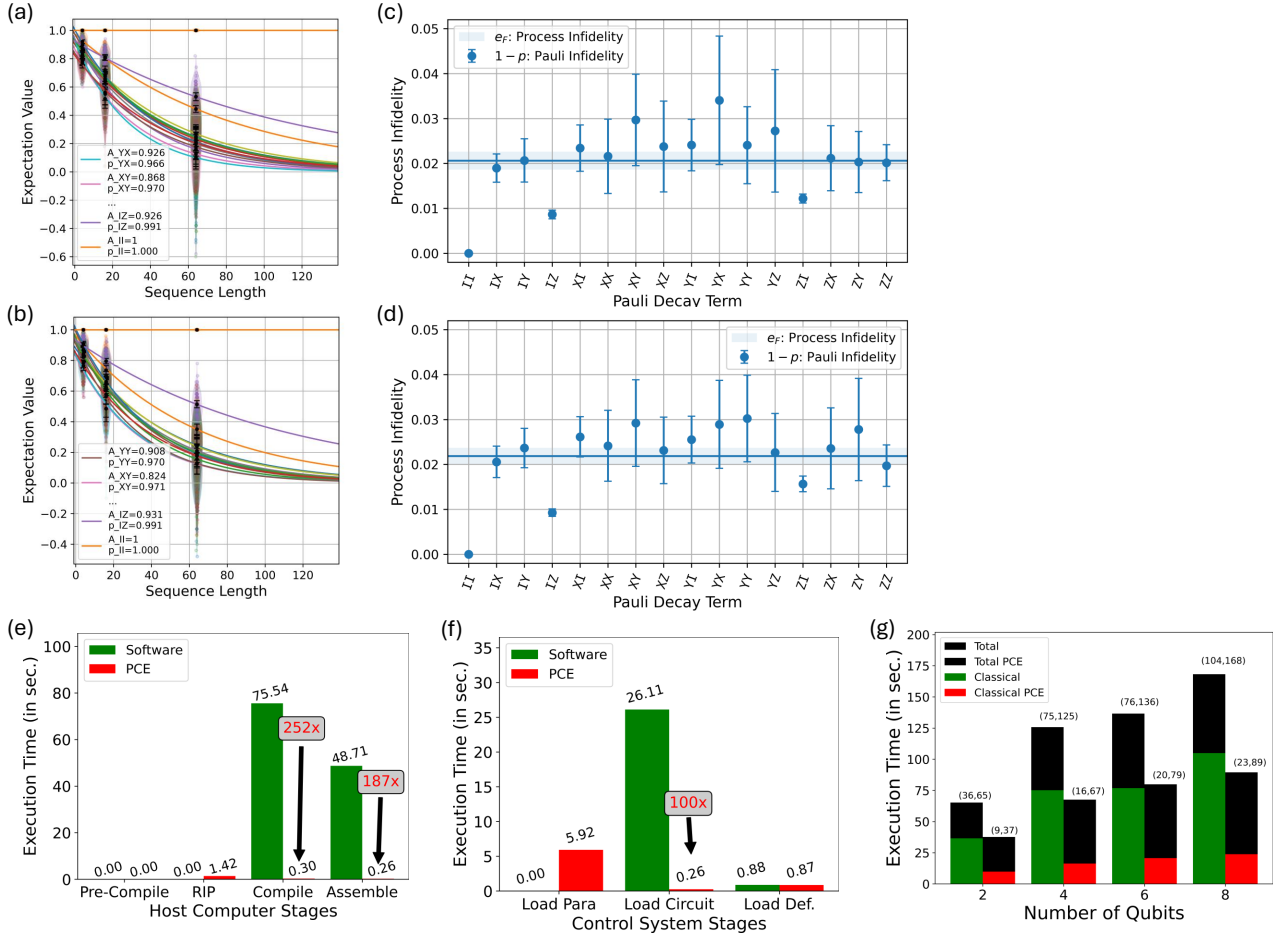 (a)
Expectation Value
1.0
0.8
0.6
0.4
0.2
0.0
−0.2
−0.4
−0.6
A_YX=0.926
p_YX=0.966
A_XY=0.868
p_XY=0.970
...
A_IZ=0.926
p_IZ=0.991
A_II=1
p_II=1.000
0 20 40 60 80 100 120
Sequence Length
(c)
Process Infidelity
0.05
0.04
0.03
0.02
0.01
0.00
e_F: Process Infidelity
1 − p: Pauli Infidelity
II IX IY IZ XI XX XY XZ YI YX YY YZ ZI ZX ZY ZZ
Pauli Decay Term
(b)
Expectation Value
1.0
0.8
0.6
0.4
0.2
0.0
−0.2
−0.4
A_YY=0.908
p_YY=0.970
A_XY=0.824
p_XY=0.971
...
A_IZ=0.931
p_IZ=0.991
A_II=1
p_II=1.000
0 20 40 60 80 100 120
Sequence Length
(d)
Process Infidelity
0.05
0.04
0.03
0.02
0.01
0.00
e_F: Process Infidelity
1 − p: Pauli Infidelity
II IX IY IZ XI XX XY XZ YI YX YY YZ ZI ZX ZY ZZ
Pauli Decay Term
(e)
Execution Time (in sec.)
100
80
60
40
20
0
Software
PCE
75.54
252x
48.71
187x
0.00 0.00 0.00 1.42 0.30 0.26
Pre-Compile RIP Compile Assemble
Host Computer Stages
(f)
Execution Time (in sec.)
35
30
25
20
15
10
5
0
Software
PCE
26.11
100x
0.00 5.92 0.26 0.88 0.87
Load Para Load Circuit Load Def.
Control System Stages
(g)
Execution Time (in sec.)
200
175
150
125
100
75
50
25
0
Total
Total PCE
Classical
Classical PCE
(36,65)
(9,37)
(75,125)
(16,67)
(76,136)
(20,79)
(104,168)
(23,89)
2 4 6 8
Number of Qubits